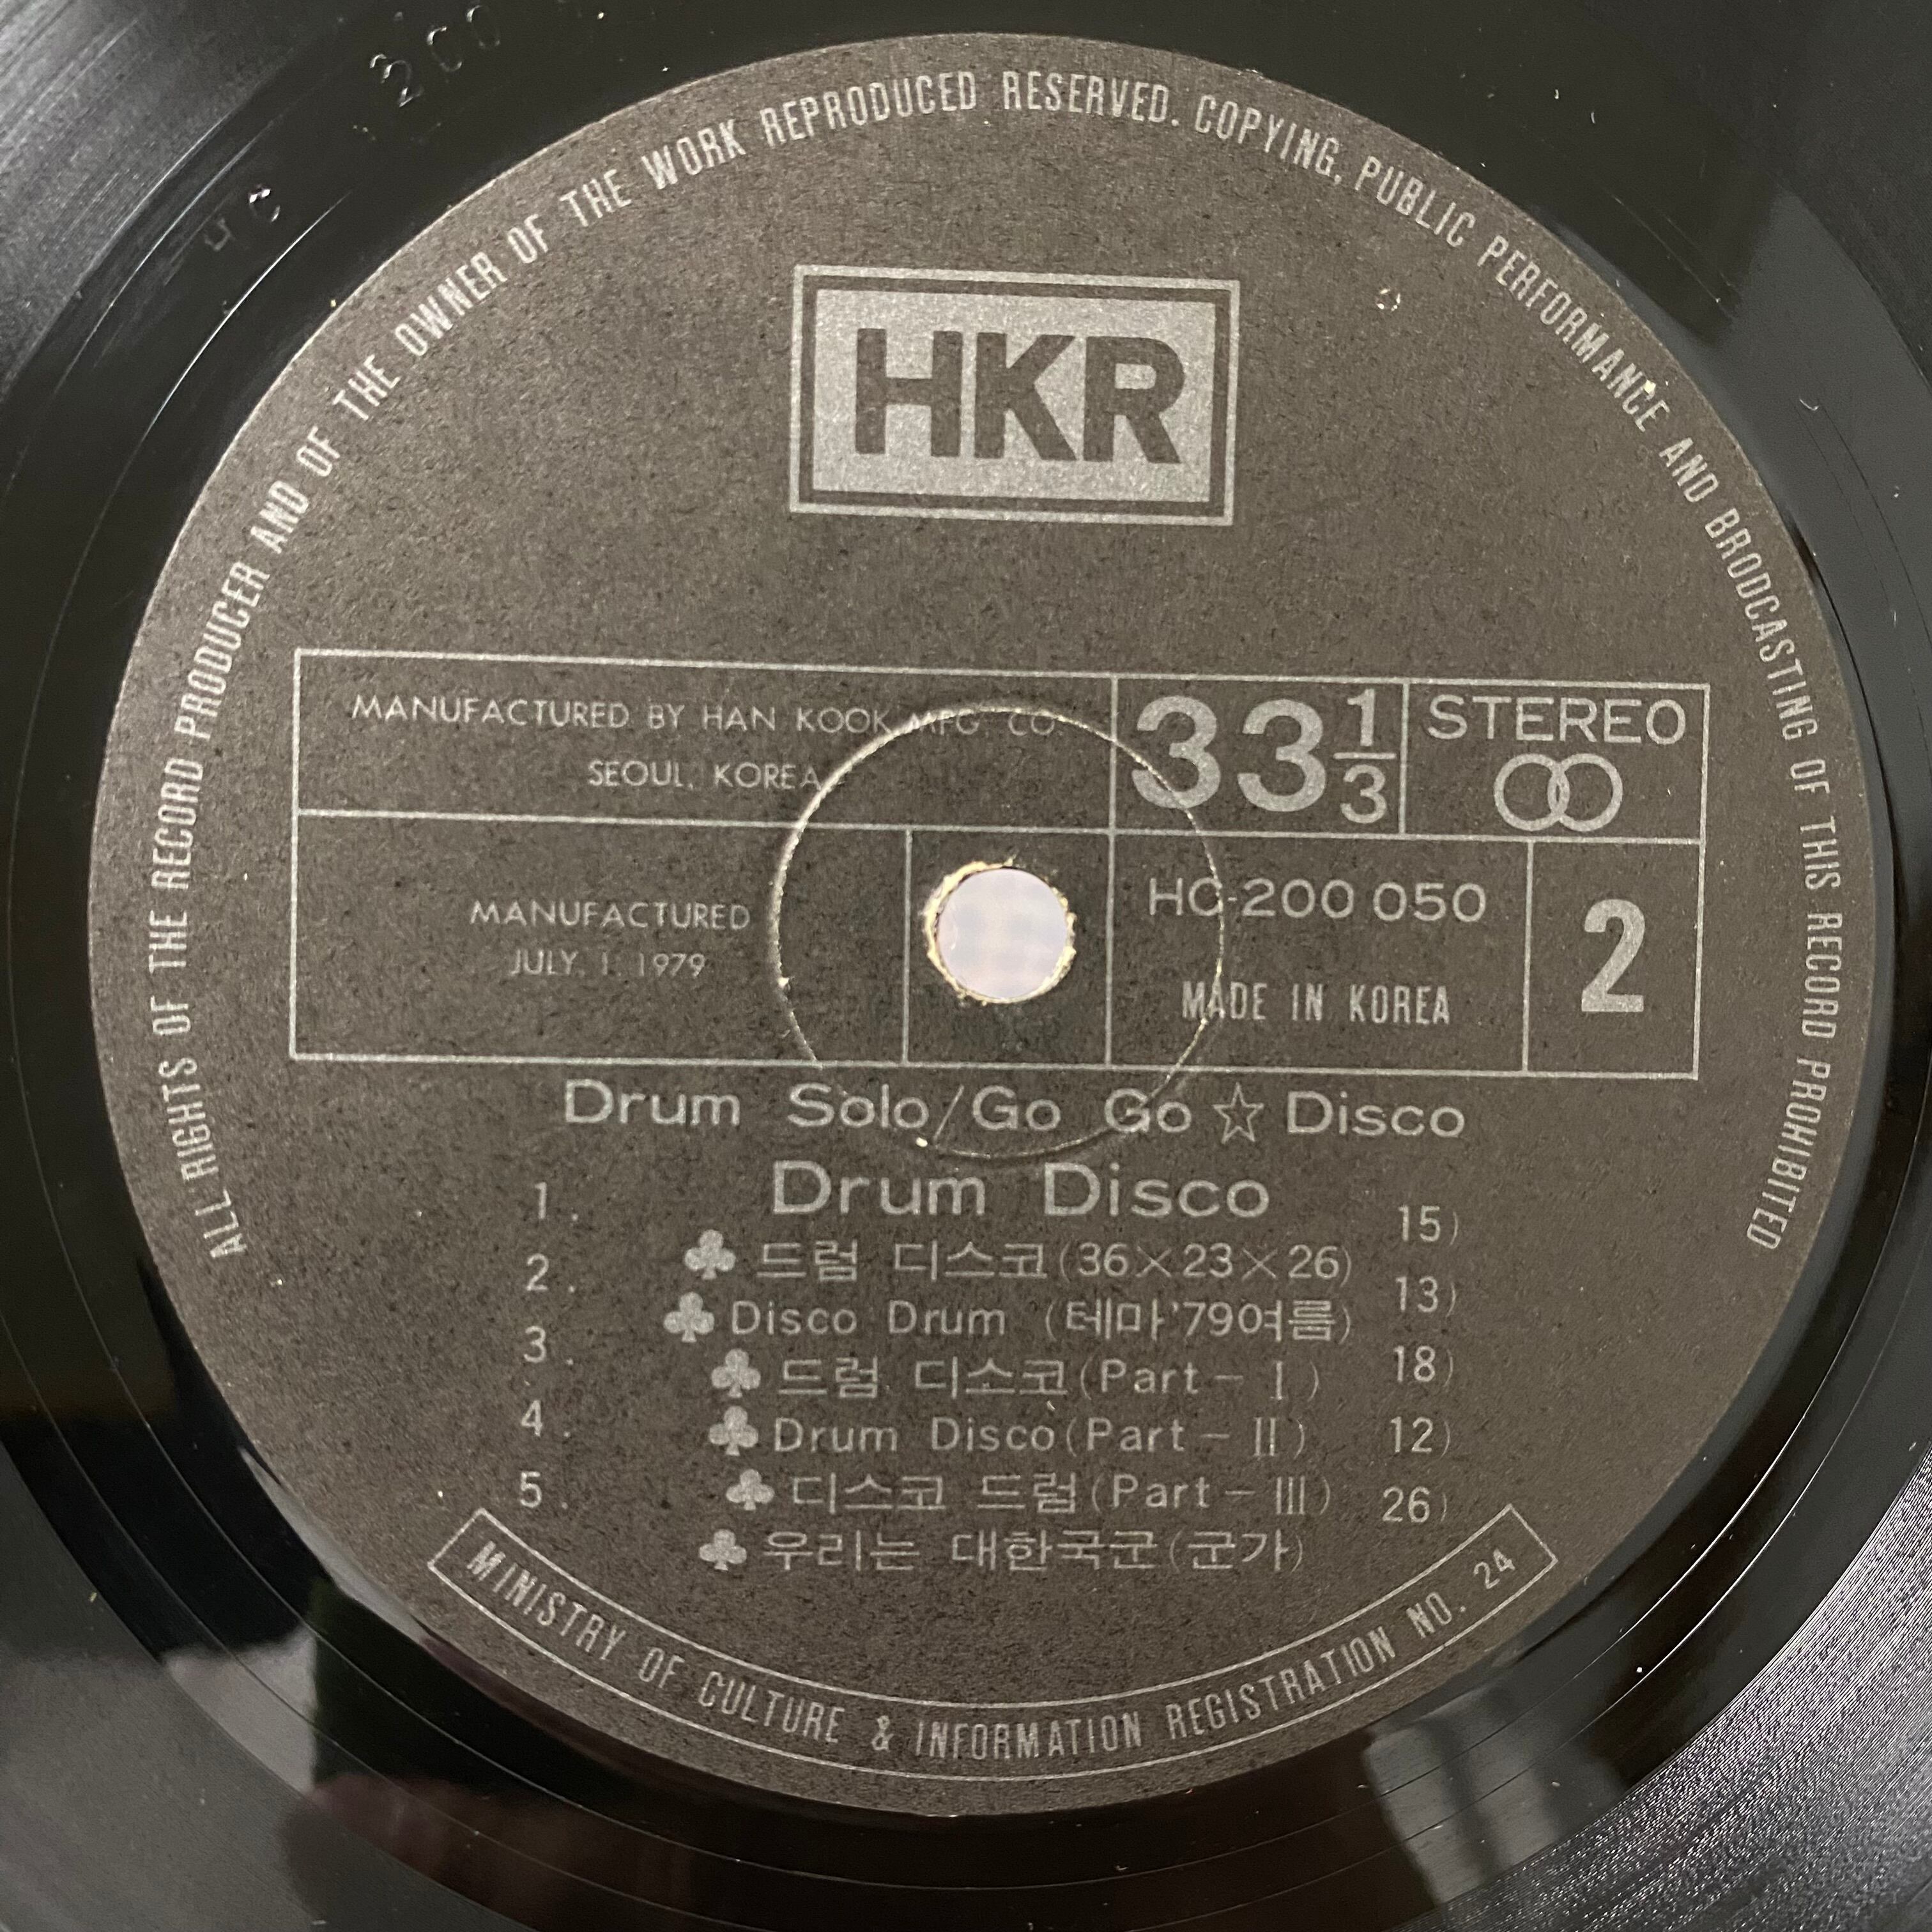 ALL RIGHTS OF THE RECORD PRODUCER AND OF THE OWNER OF THE WORK REPRODUCED RESERVED. COPYING, PUBLIC PERFORMANCE AND BRODCASTING OF THIS RECORD PROHIBITED
HKR
MANUFACTURED BY HAN KOOK MFG. CO.
SEOUL, KOREA
33 1/3
STEREO
MANUFACTURED
JULY. 1. 1979
HC-200 050
MADE IN KOREA
2
Drum Solo/Go Go ☆ Disco
Drum Disco
1. ♣ 드럼 디스코(36×23×26) 15)
2. ♣ Disco Drum (테마'79여름) 13)
3. ♣ 드럼 디소코(Part-I) 18)
4. ♣ Drum Disco(Part-II) 12)
5. ♣ 디스코 드럼(Part-III) 26)
♣ 우리는 대한국군(군가)
MINISTRY OF CULTURE & INFORMATION REGISTRATION NO. 24
200
HC